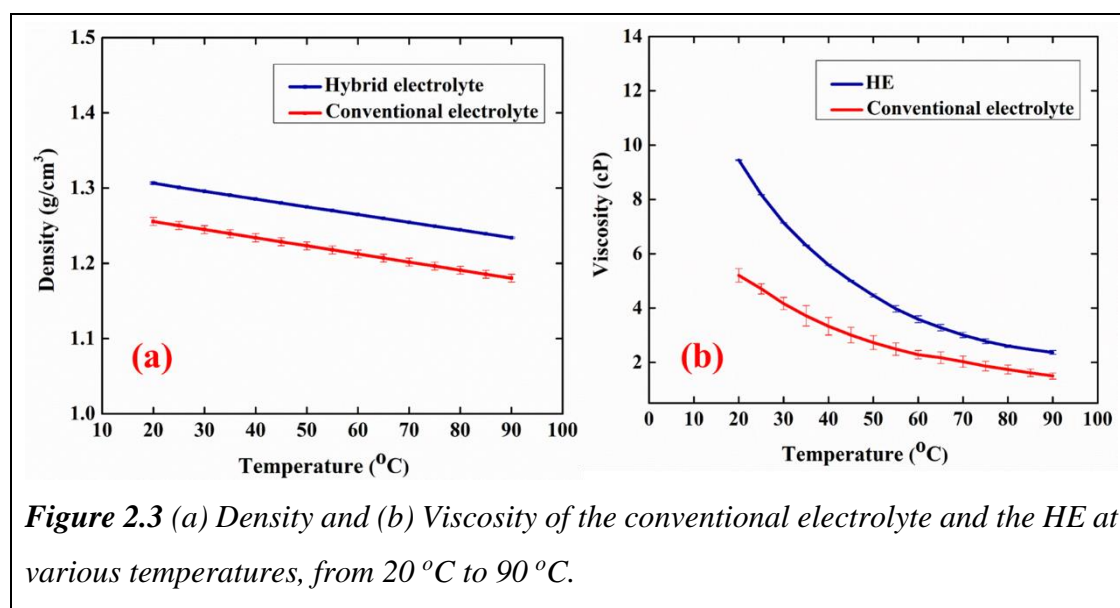 1.5
1.4
1.3
1.2
1.1
1.0
Density (g/cm³)
Hybrid electrolyte
Conventional electrolyte
(a)
10 20 30 40 50 60 70 80 90 100
Temperature (⁰C)
14
12
10
8
6
4
2
Viscosity (cP)
HE
Conventional electrolyte
(b)
0 10 20 30 40 50 60 70 80 90 100
Temperature (⁰C)
Figure 2.3 (a) Density and (b) Viscosity of the conventional electrolyte and the HE at
various temperatures, from 20 ⁰C to 90 ⁰C.